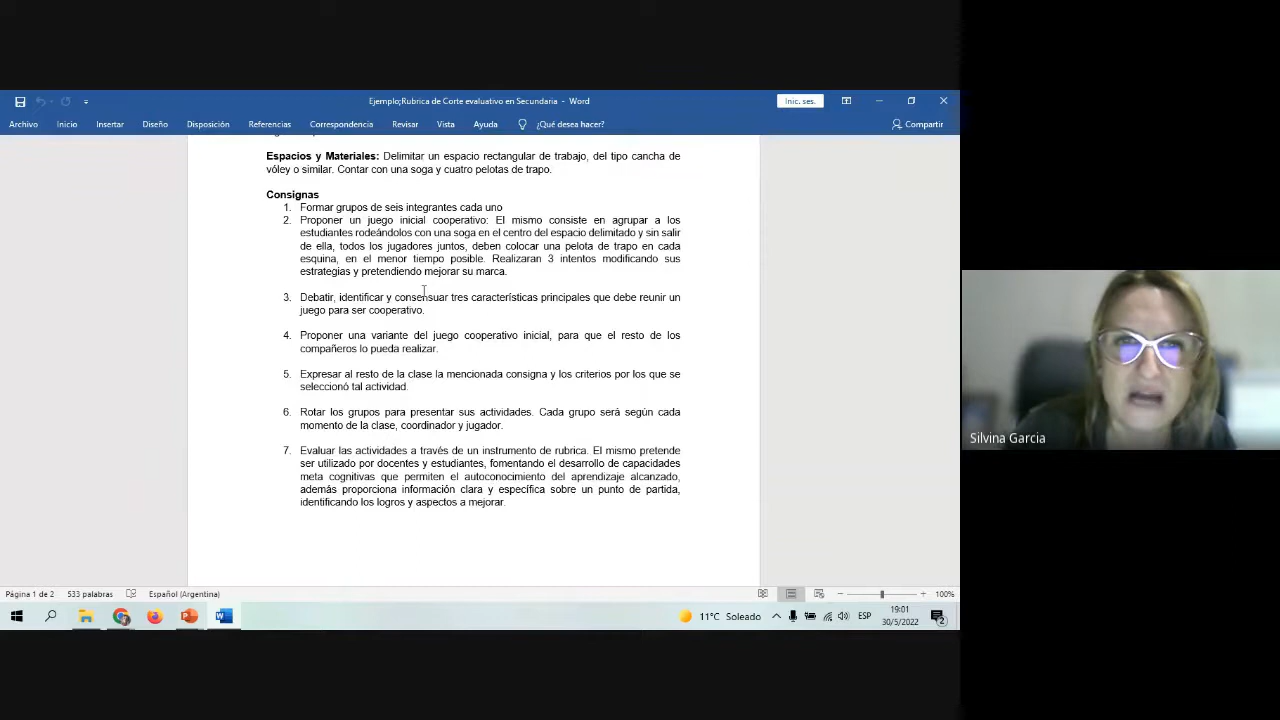 Ejemplo;Rubrica de Corte evaluativo en Secundaria - Word
Inic. ses.
Archivo Inicio Insertar Diseño Disposición Referencias Correspondencia Revisar Vista Ayuda ¿Qué desea hacer? Compartir
Espacios y Materiales: Delimitar un espacio rectangular de trabajo, del tipo cancha de
vóley o similar. Contar con una soga y cuatro pelotas de trapo.
Consignas
1. Formar grupos de seis integrantes cada uno
2. Proponer un juego inicial cooperativo: El mismo consiste en agrupar a los
estudiantes rodeándolos con una soga en el centro del espacio delimitado y sin salir
de ella, todos los jugadores juntos, deben colocar una pelota de trapo en cada
esquina, en el menor tiempo posible. Realizaran 3 intentos modificando sus
estrategias y pretendiendo mejorar su marca.
3. Debatir, identificar y consensuar tres características principales que debe reunir un
juego para ser cooperativo.
4. Proponer una variante del juego cooperativo inicial, para que el resto de los
compañeros lo pueda realizar.
5. Expresar al resto de la clase la mencionada consigna y los criterios por los que se
seleccionó tal actividad.
6. Rotar los grupos para presentar sus actividades. Cada grupo será según cada
momento de la clase, coordinador y jugador.
7. Evaluar las actividades a través de un instrumento de rubrica. El mismo pretende
ser utilizado por docentes y estudiantes, fomentando el desarrollo de capacidades
meta cognitivas que permiten el autoconocimiento del aprendizaje alcanzado,
además proporciona información clara y específica sobre un punto de partida,
identificando los logros y aspectos a mejorar.
Silvina Garcia
Página 1 de 2 533 palabras Español (Argentina) 100%
11°C Soleado ESP 19:01
30/5/2022 2